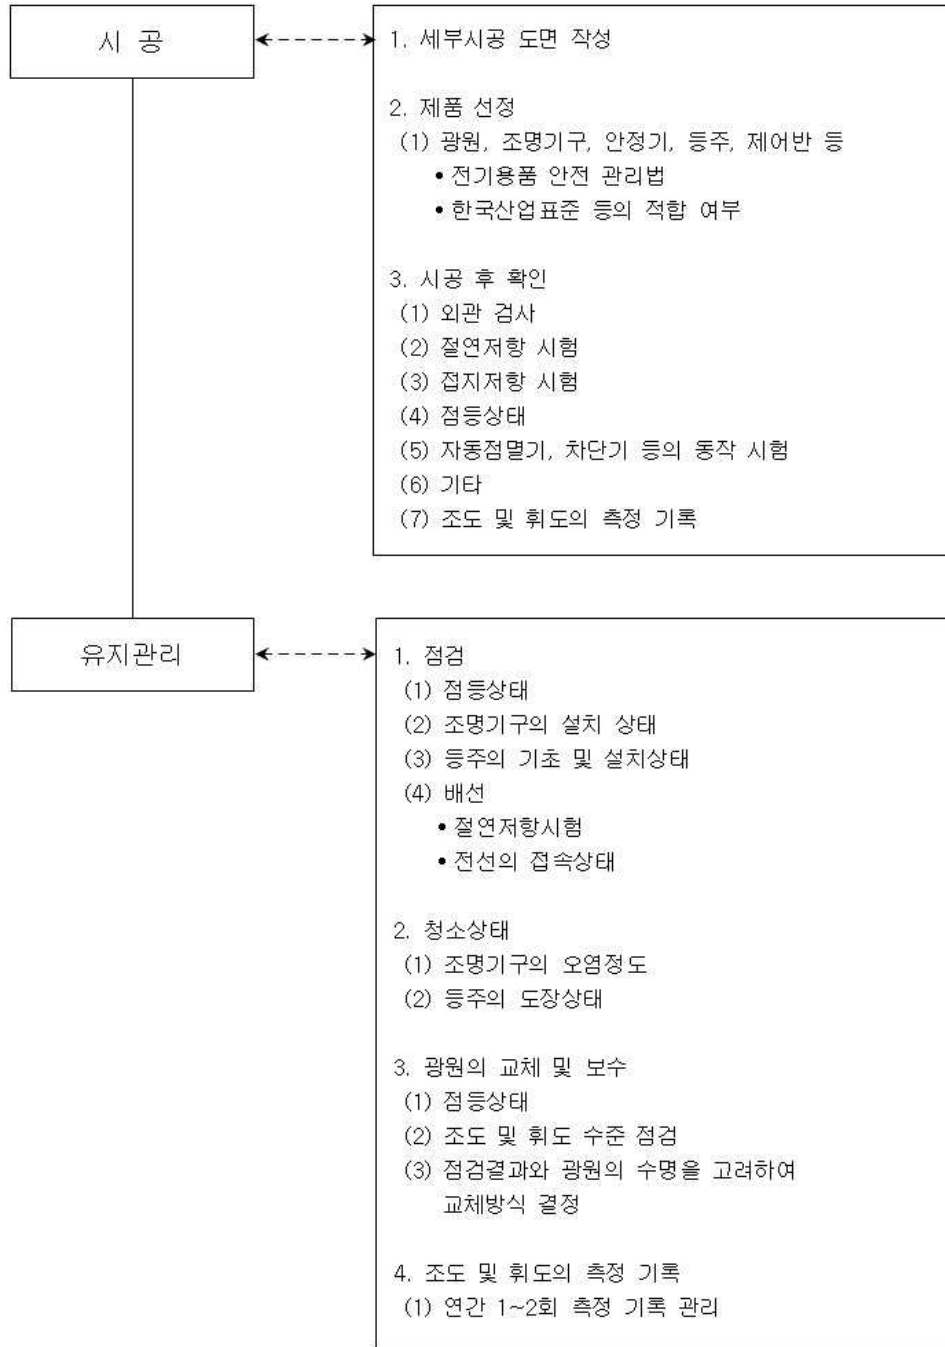 시 공
1. 세부시공 도면 작성
2. 제품 선정
(1) 광원, 조명기구, 안정기, 등주, 제어반 등
• 전기용품 안전 관리법
• 한국산업표준 등의 적합 여부
3. 시공 후 확인
(1) 외관 검사
(2) 절연저항 시험
(3) 접지저항 시험
(4) 점등상태
(5) 자동점멸기, 차단기 등의 동작 시험
(6) 기타
(7) 조도 및 휘도의 측정 기록
유지관리
1. 점검
(1) 점등상태
(2) 조명기구의 설치 상태
(3) 등주의 기초 및 설치상태
(4) 배선
• 절연저항시험
• 전선의 접속상태
2. 청소상태
(1) 조명기구의 오염정도
(2) 등주의 도장상태
3. 광원의 교체 및 보수
(1) 점등상태
(2) 조도 및 휘도 수준 점검
(3) 점검결과와 광원의 수명을 고려하여
교체방식 결정
4. 조도 및 휘도의 측정 기록
(1) 연간 1~2회 측정 기록 관리